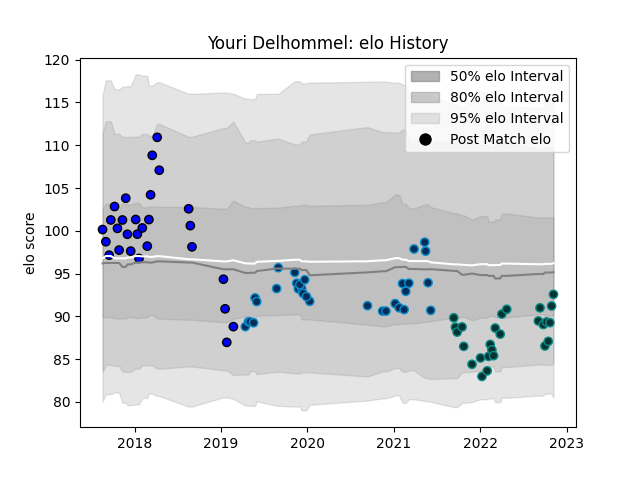 Youri Delhommel: elo History
120
115
110
105
100
95
90
85
80
elo score
50% elo Interval
80% elo Interval
95% elo Interval
Post Match elo
2018
2019
2020
2021
2022
2023